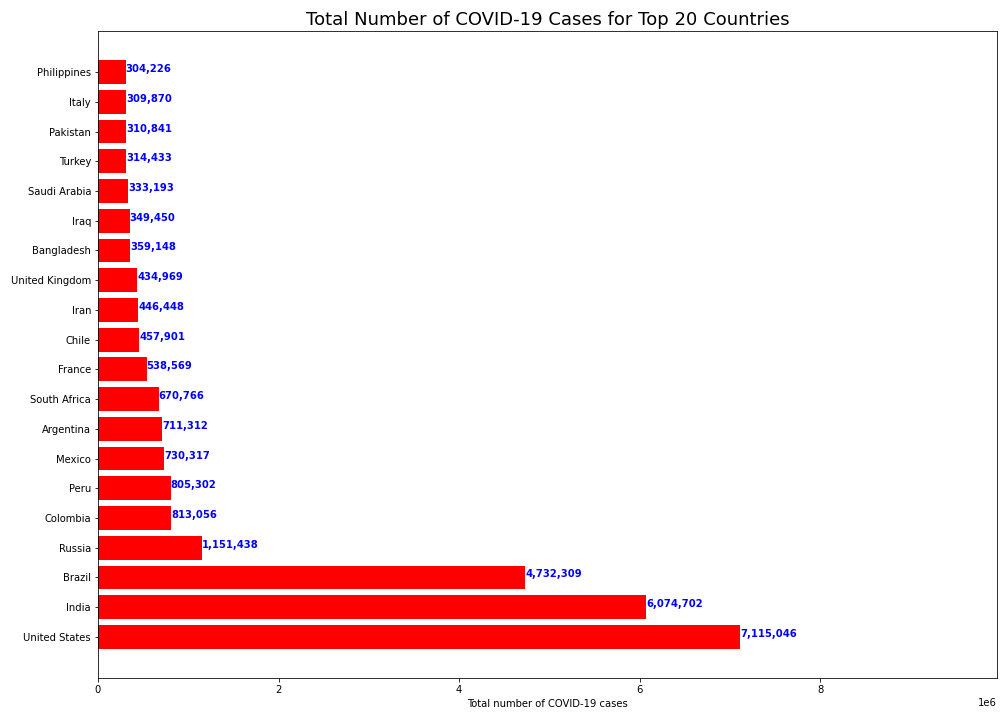 Total Number of COVID-19 Cases for Top 20 Countries
Philippines 304,226
Italy 309,870
Pakistan 310,841
Turkey 314,433
Saudi Arabia 333,193
Iraq 349,450
Bangladesh 359,148
United Kingdom 434,969
Iran 446,448
Chile 457,901
France 538,569
South Africa 670,766
Argentina 711,312
Mexico 730,317
Peru 805,302
Colombia 813,056
Russia 1,151,438
Brazil 4,732,309
India 6,074,702
United States 7,115,046
0 2 4 6 8
Total number of COVID-19 cases 1e6